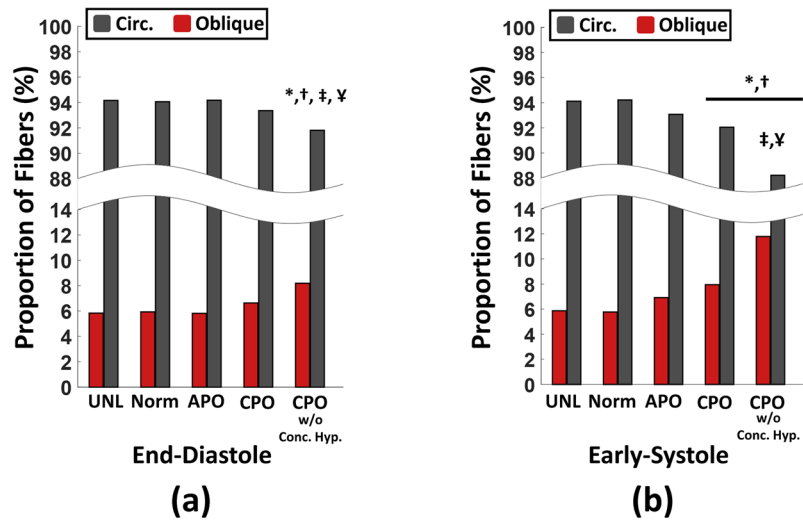 Circ. Oblique
Proportion of Fibers (%)
100
98
96
94
92
90
88
14
12
10
8
6
4
2
0
*,†, ‡, ¥
UNL Norm APO CPO CPO
w/o
Conc. Hyp.
End-Diastole
(a)
Circ. Oblique
Proportion of Fibers (%)
100
98
96
94
92
90
88
14
12
10
8
6
4
2
0
*,†
‡,¥
UNL Norm APO CPO CPO
w/o
Conc. Hyp.
Early-Systole
(b)